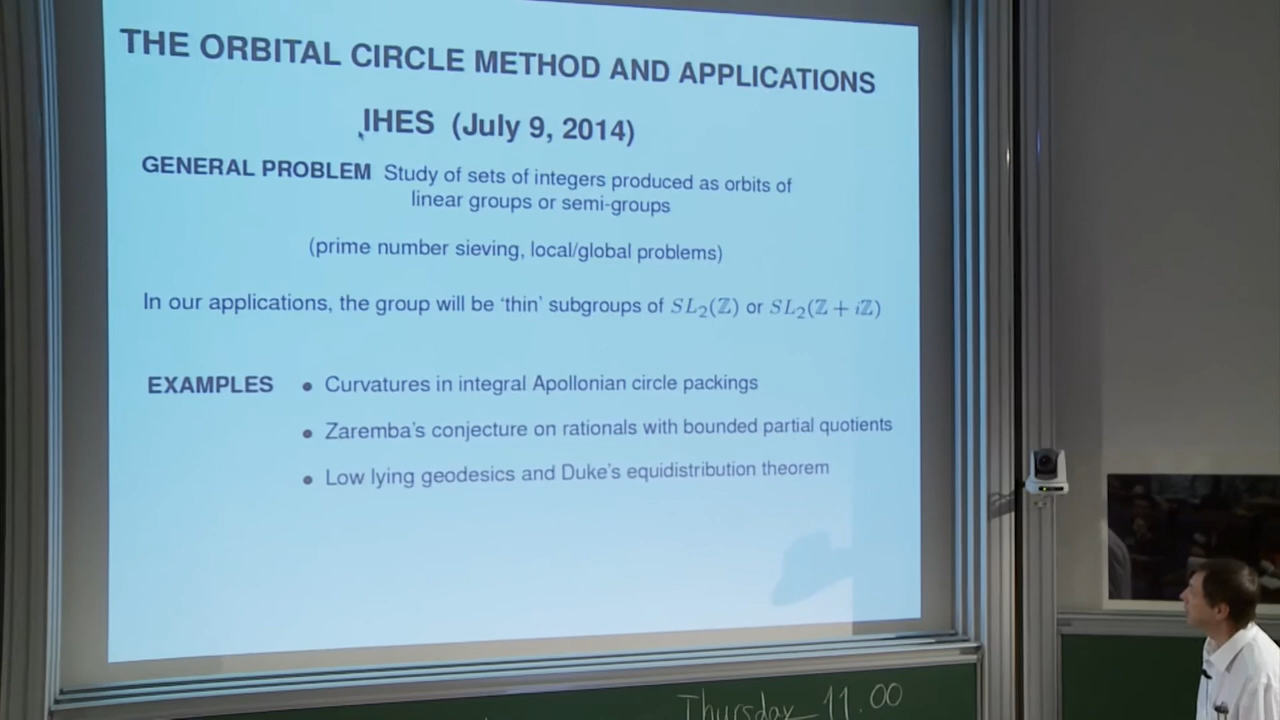 THE ORBITAL CIRCLE METHOD AND APPLICATIONS
IHES (July 9, 2014)
GENERAL PROBLEM Study of sets of integers produced as orbits of
linear groups or semi-groups
(prime number sieving, local/global problems)
In our applications, the group will be ‘thin’ subgroups of SL₂(ℤ) or SL₂(ℤ + iℤ)
EXAMPLES • Curvatures in integral Apollonian circle packings
• Zaremba’s conjecture on rationals with bounded partial quotients
• Low lying geodesics and Duke’s equidistribution theorem
Thursday 11.00